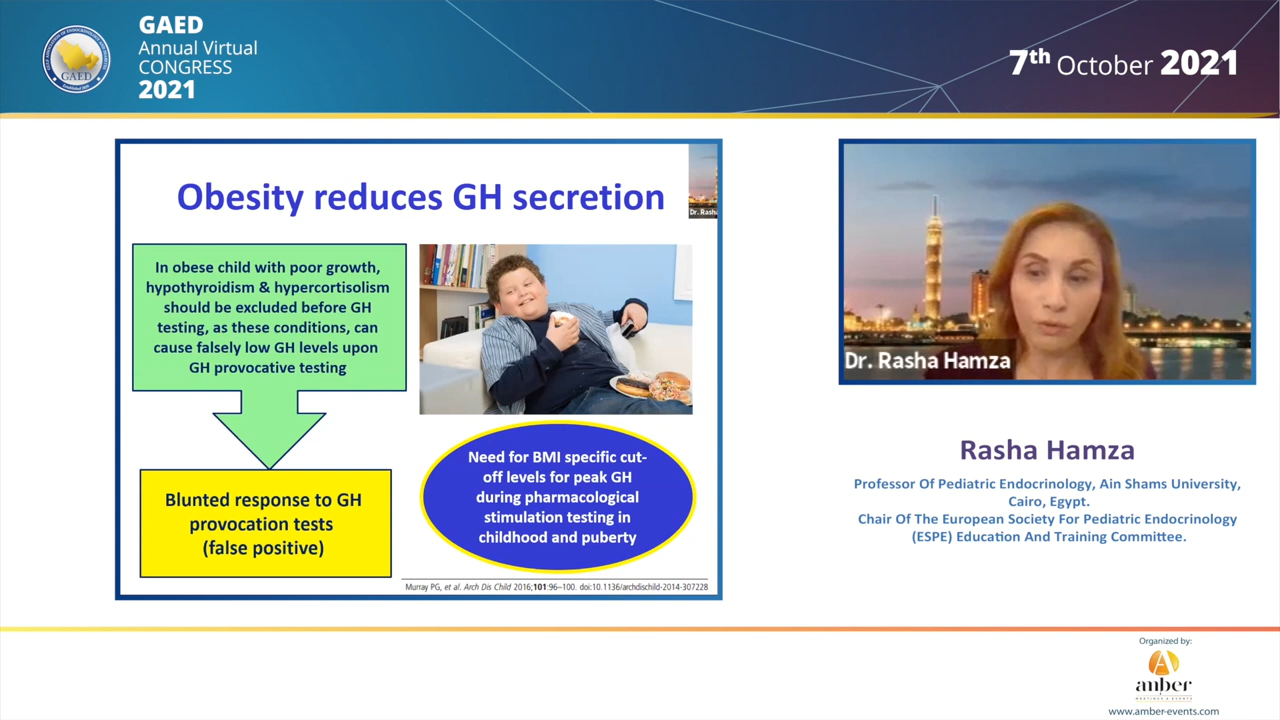 GAED
Annual Virtual
CONGRESS
2021
7th October 2021
GAED
Obesity reduces GH secretion
Dr. Rasha
In obese child with poor growth,
hypothyroidism & hypercortisolism
should be excluded before GH
testing, as these conditions, can
cause falsely low GH levels upon
GH provocative testing
Blunted response to GH
provocation tests
(false positive)
Need for BMI specific cut-
off levels for peak GH
during pharmacological
stimulation testing in
childhood and puberty
Murray PG, et al. Arch Dis Child 2016;101:96–100. doi:10.1136/archdischild-2014-307228
Dr. Rasha Hamza
Rasha Hamza
Professor Of Pediatric Endocrinology, Ain Shams University,
Cairo, Egypt.
Chair Of The European Society For Pediatric Endocrinology
(ESPE) Education And Training Committee.
Organized by:
anber
www.amber-events.com